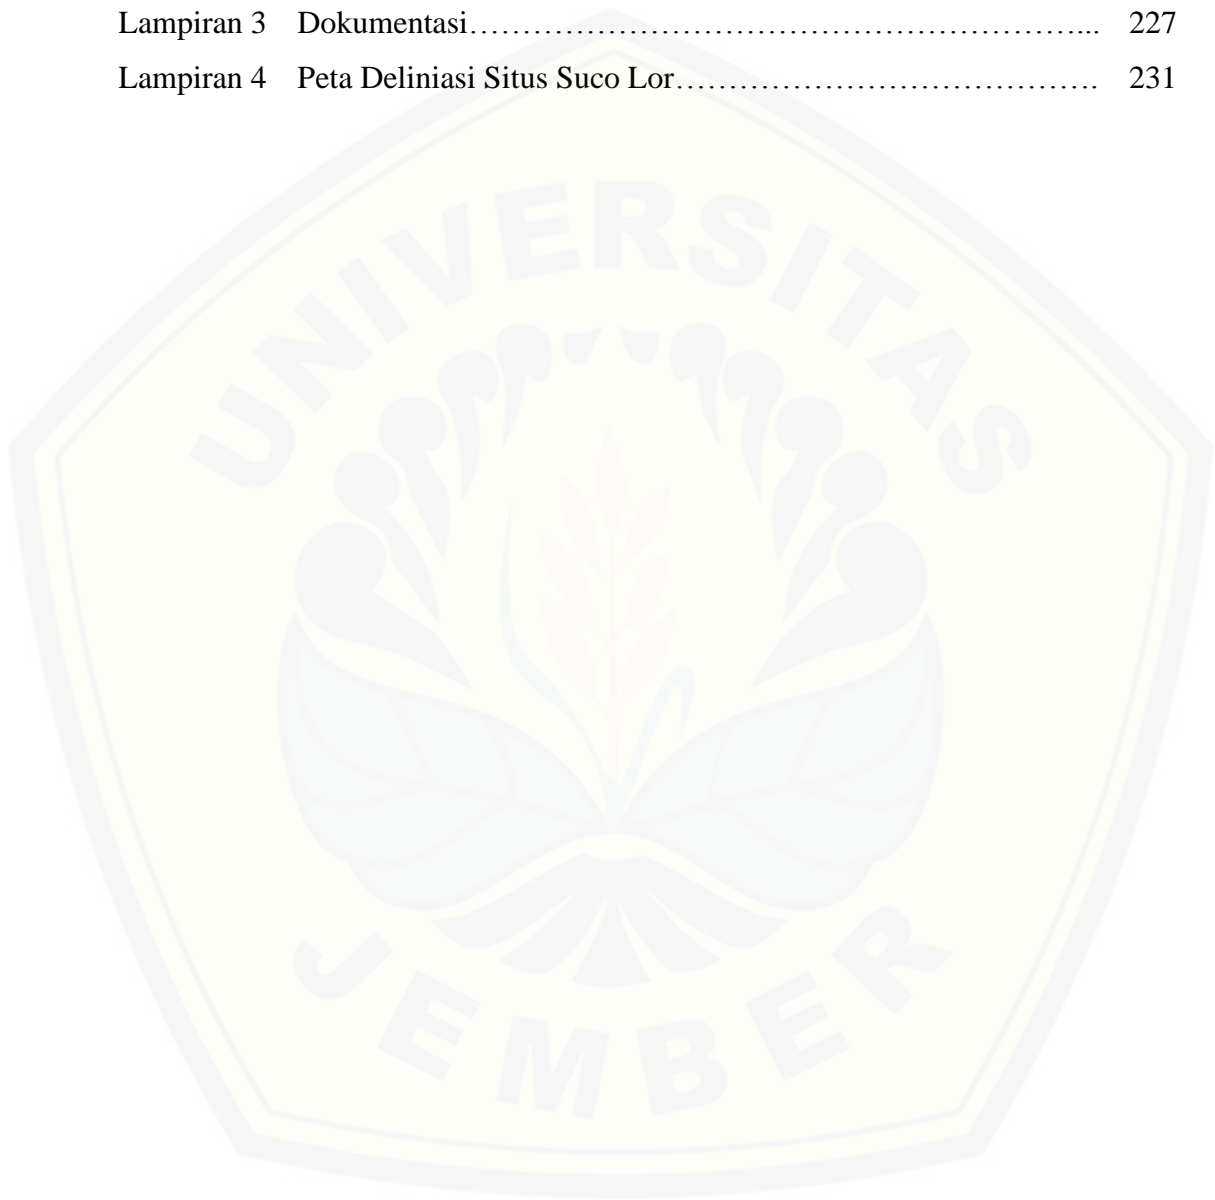 Lampiran 3 Dokumentasi……………………………………………………... 227
Lampiran 4 Peta Deliniasi Situs Suco Lor…………………………………. 231
UNIVERSITAS
JEMBER